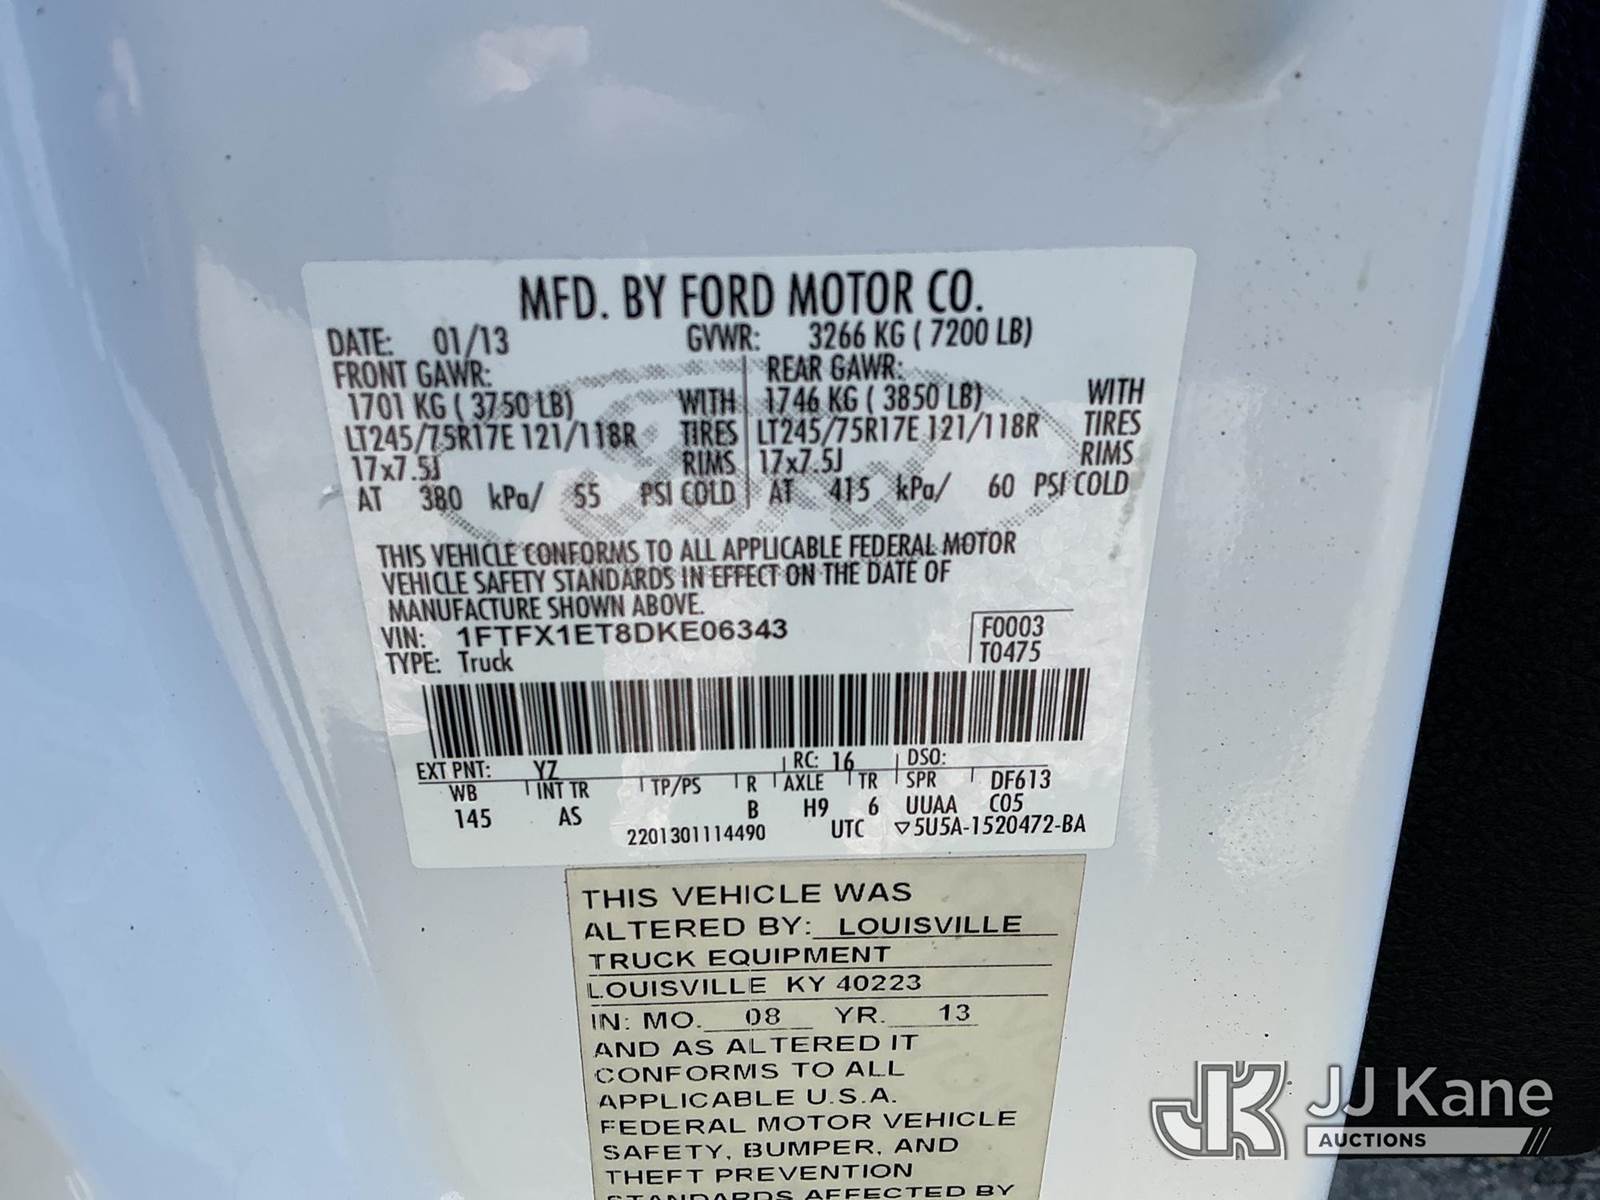 MFD. BY FORD MOTOR CO.
DATE: 01/13 GVWR: 3266 KG ( 7200 LB)
FRONT GAWR: REAR GAWR:
1701 KG ( 3750 LB) WITH 1746 KG ( 3850 LB) WITH
LT245/75R17E 121/118R TIRES LT245/75R17E 121/118R TIRES
17x7.5J RIMS 17x7.5J RIMS
AT 380 kPa/ 55 PSI COLD AT 415 kPa/ 60 PSI COLD
THIS VEHICLE CONFORMS TO ALL APPLICABLE FEDERAL MOTOR
VEHICLE SAFETY STANDARDS IN EFFECT ON THE DATE OF
MANUFACTURE SHOWN ABOVE.
VIN: 1FTFX1ET8DKE06343 F0003
TYPE: Truck T0475
EXT PNT: YZ RC: 16 DSO:
WB INT TR TP/PS R AXLE TR SPR DF613
145 AS B H9 6 UUAA C05
2201301114490 UTC ▽5U5A-1520472-BA
THIS VEHICLE WAS
ALTERED BY: LOUISVILLE
TRUCK EQUIPMENT
LOUISVILLE KY 40223
IN: MO. 08 YR. 13
AND AS ALTERED IT
CONFORMS TO ALL
APPLICABLE U.S.A.
FEDERAL MOTOR VEHICLE
SAFETY, BUMPER, AND
THEFT PREVENTION
STANDARDS AFFECTED BY
JK JJ Kane
AUCTIONS